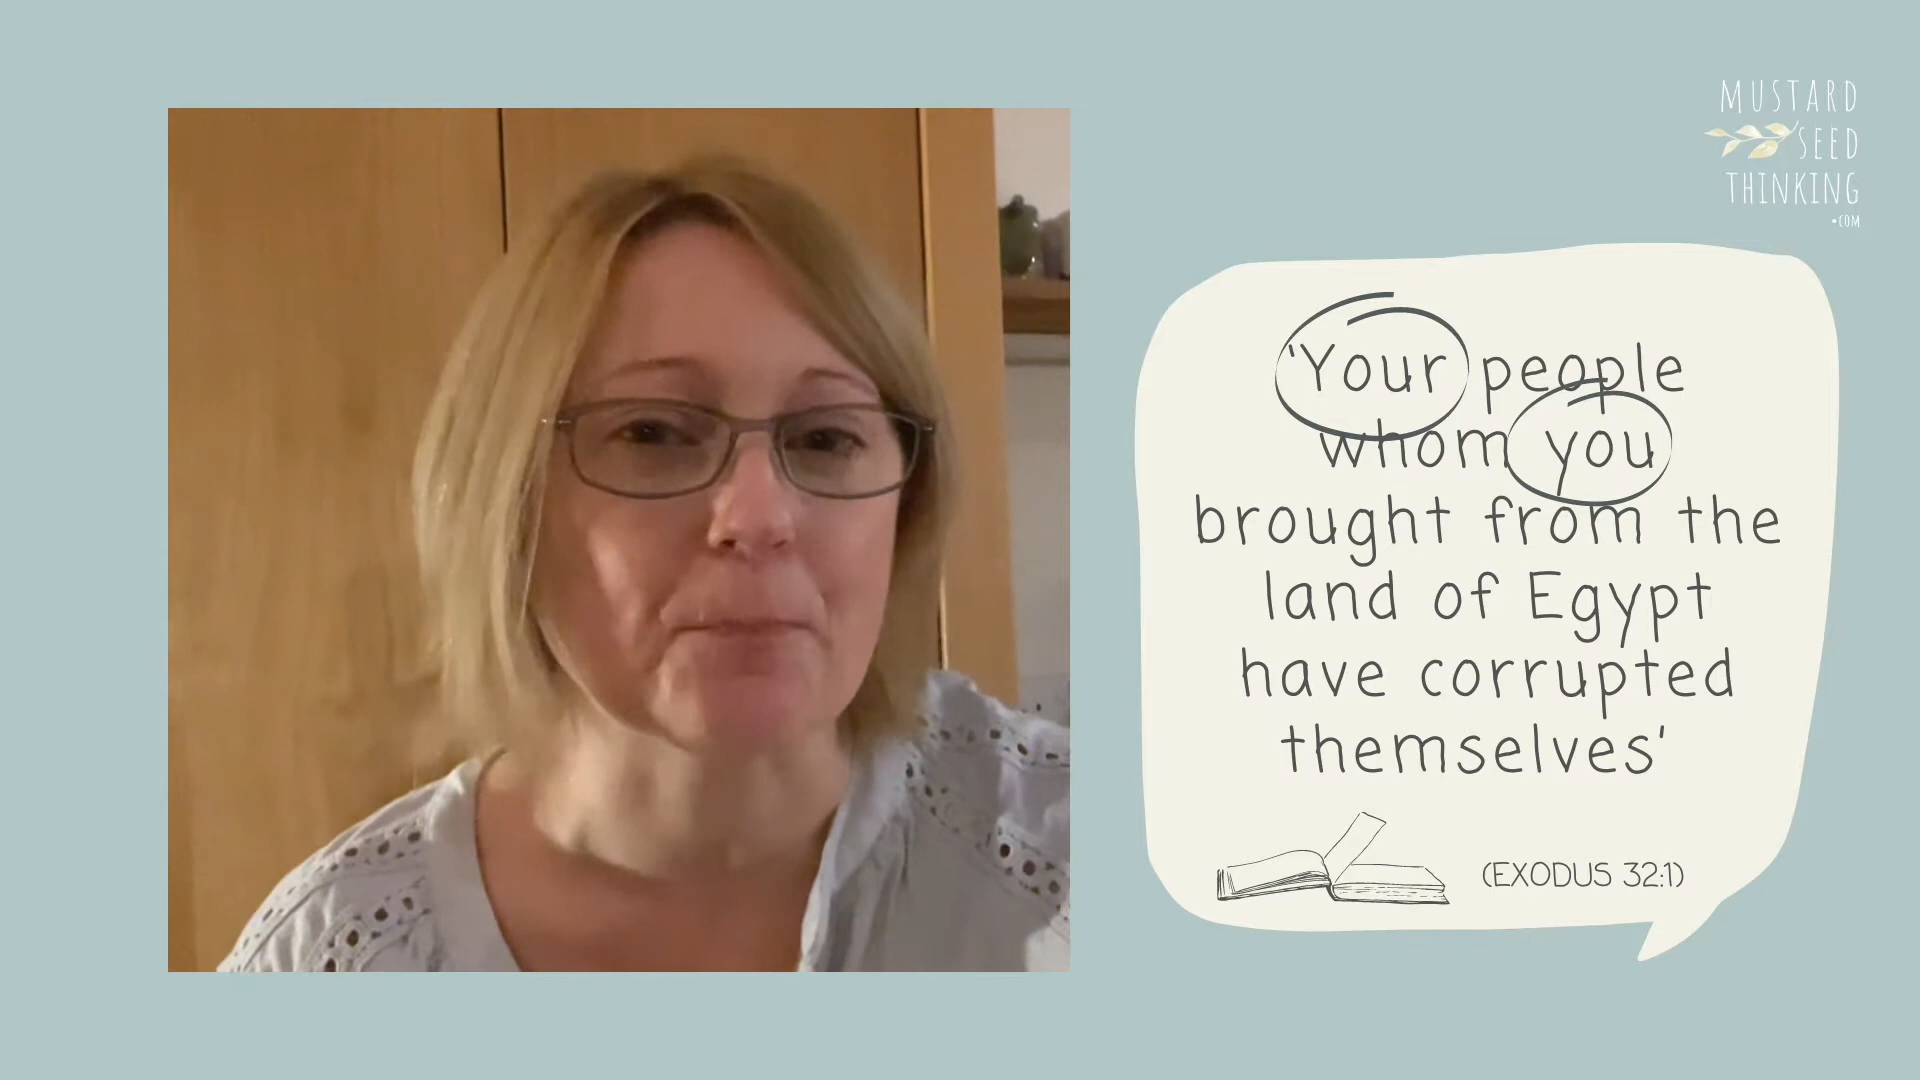 MUSTARD
SEED
THINKING
•COM
'Your people
whom you
brought from the
land of Egypt
have corrupted
themselves'
(EXODUS 32:1)